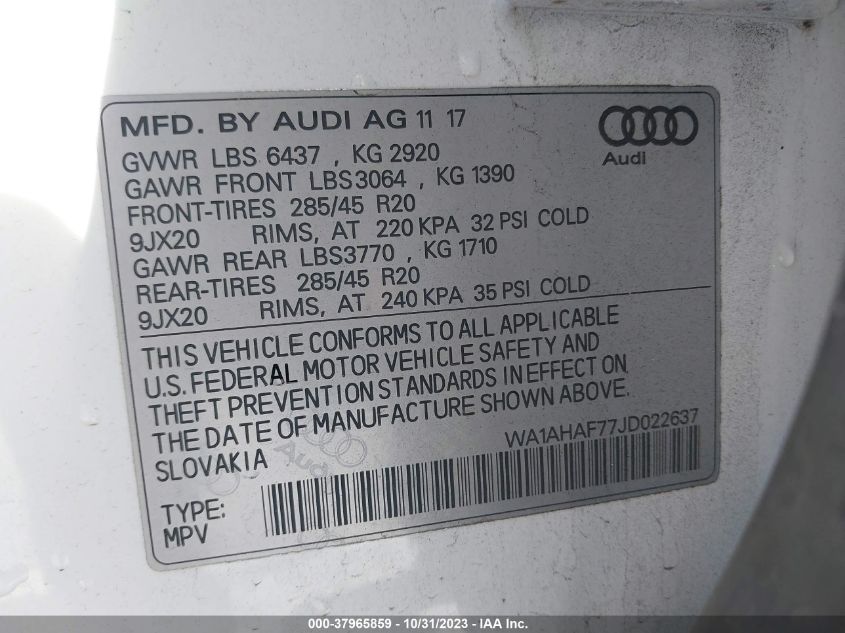 MFD. BY AUDI AG 11 17
Audi
GVWR LBS 6437 , KG 2920
GAWR FRONT LBS3064 , KG 1390
FRONT-TIRES 285/45 R20
9JX20 RIMS, AT 220 KPA 32 PSI COLD
GAWR REAR LBS3770 , KG 1710
REAR-TIRES 285/45 R20
9JX20 RIMS, AT 240 KPA 35 PSI COLD
THIS VEHICLE CONFORMS TO ALL APPLICABLE
U.S. FEDERAL MOTOR VEHICLE SAFETY AND
THEFT PREVENTION STANDARDS IN EFFECT ON
THE DATE OF MANUFACTURE SHOWN ABOVE.
SLOVAKIA
WA1AHAF77JD022637
Audi
TYPE:
MPV
000-37965859 - 10/31/2023 - IAA Inc.